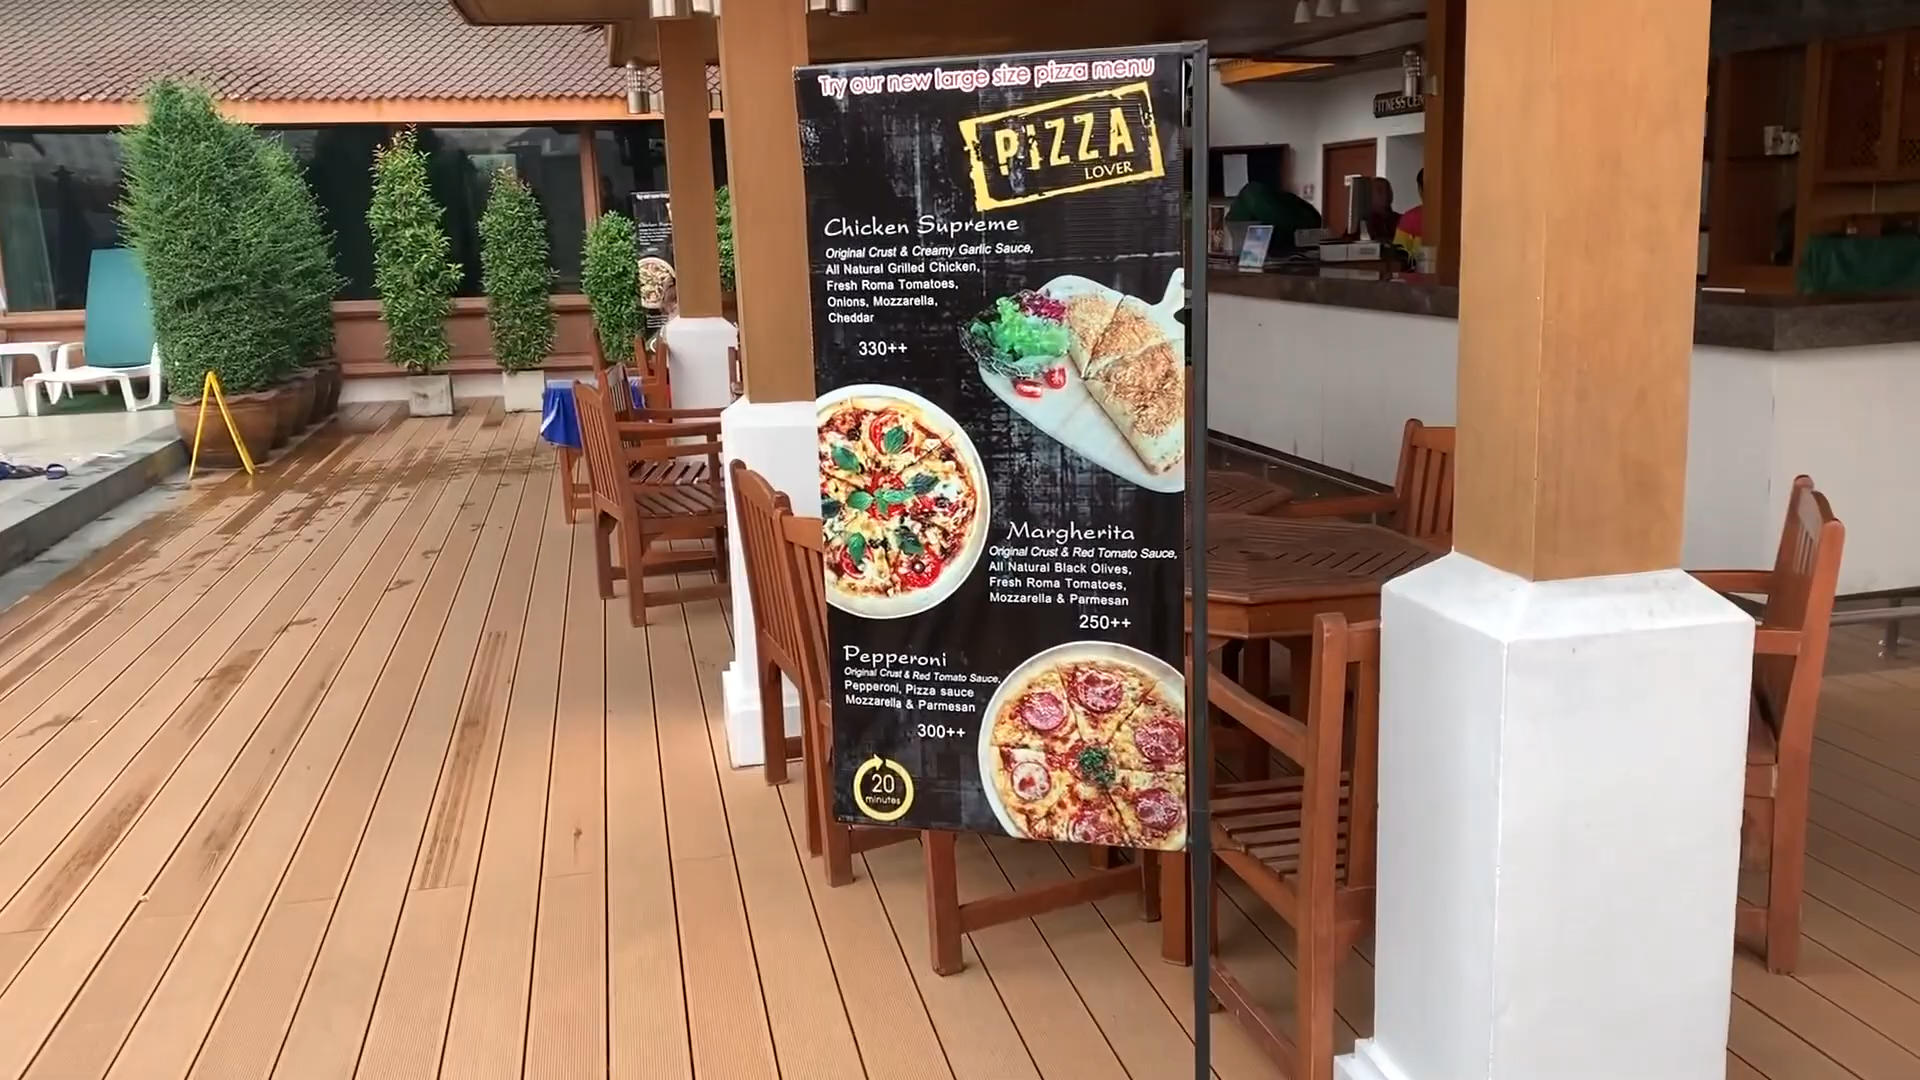 Try our new large size pizza menu
PIZZA
LOVER
Chicken Supreme
Original Crust & Creamy Garlic Sauce,
All Natural Grilled Chicken,
Fresh Roma Tomatoes,
Onions, Mozzarella,
Cheddar
330++
Margherita
Original Crust & Red Tomato Sauce,
All Natural Black Olives,
Fresh Roma Tomatoes,
Mozzarella & Parmesan
250++
Pepperoni
Original Crust & Red Tomato Sauce,
Pepperoni, Pizza sauce
Mozzarella & Parmesan
300++
20
minutes
FITNESS CEN